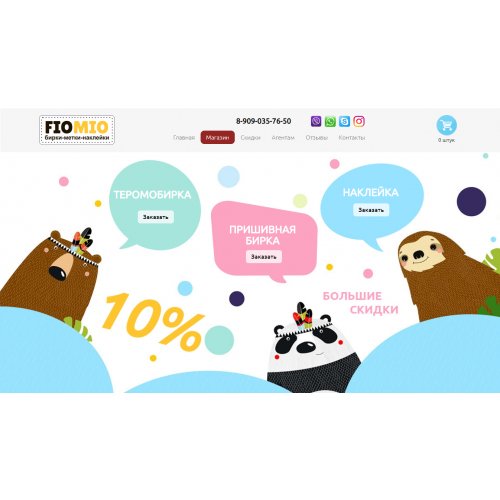 FIOMIO
бирки-метки-наклейки
8-909-035-76-50
Главная Магазин Скидки Агентам Отзывы Контакты
0 штук
ТЕРОМОБИРКА
Заказать
ПРИШИВНАЯ
БИРКА
Заказать
НАКЛЕЙКА
Заказать
10%
БОЛЬШИЕ
СКИДКИ